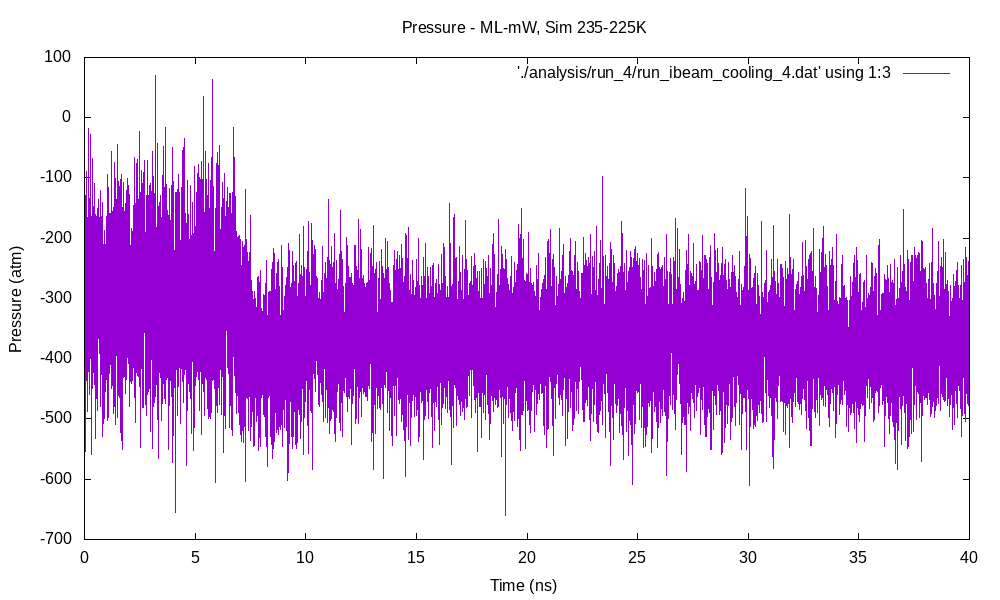 Pressure - ML-mW, Sim 235-225K
'./analysis/run_4/run_ibeam_cooling_4.dat' using 1:3
100
0
-100
-200
-300
-400
-500
-600
-700
Pressure (atm)
0 5 10 15 20 25 30 35 40
Time (ns)